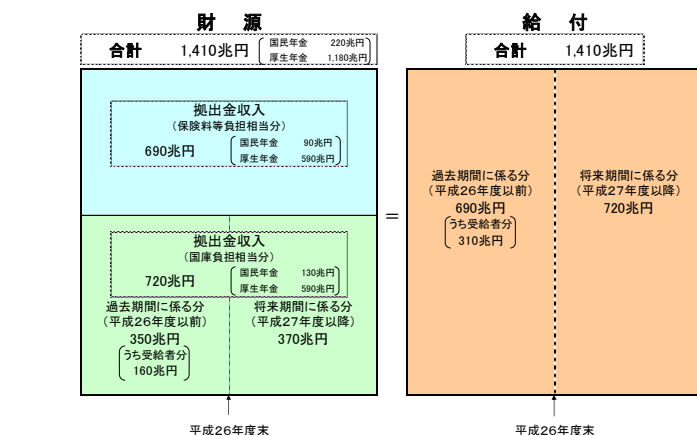 財 源
合計 1,410兆円 国民年金 220兆円
厚生年金 1,180兆円
拠出金収入
（保険料等負担相当分）
690兆円 国民年金 90兆円
厚生年金 590兆円
拠出金収入
（国庫負担相当分）
720兆円 国民年金 130兆円
厚生年金 590兆円
過去期間に係る分
（平成26年度以前）
350兆円
うち受給者分
160兆円
将来期間に係る分
（平成27年度以降）
370兆円
平成26年度末
＝
給 付
合計 1,410兆円
過去期間に係る分
（平成26年度以前）
690兆円
うち受給者分
310兆円
将来期間に係る分
（平成27年度以降）
720兆円
平成26年度末